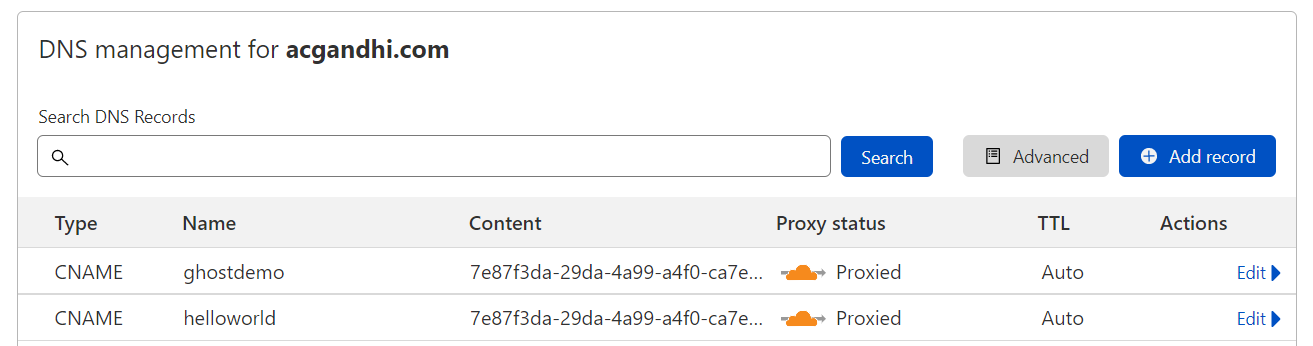 DNS management for acgandhi.com
Search DNS Records
Search Advanced Add record
Type Name Content Proxy status TTL Actions
CNAME ghostdemo 7e87f3da-29da-4a99-a4f0-ca7e... Proxied Auto Edit
CNAME helloworld 7e87f3da-29da-4a99-a4f0-ca7e... Proxied Auto Edit